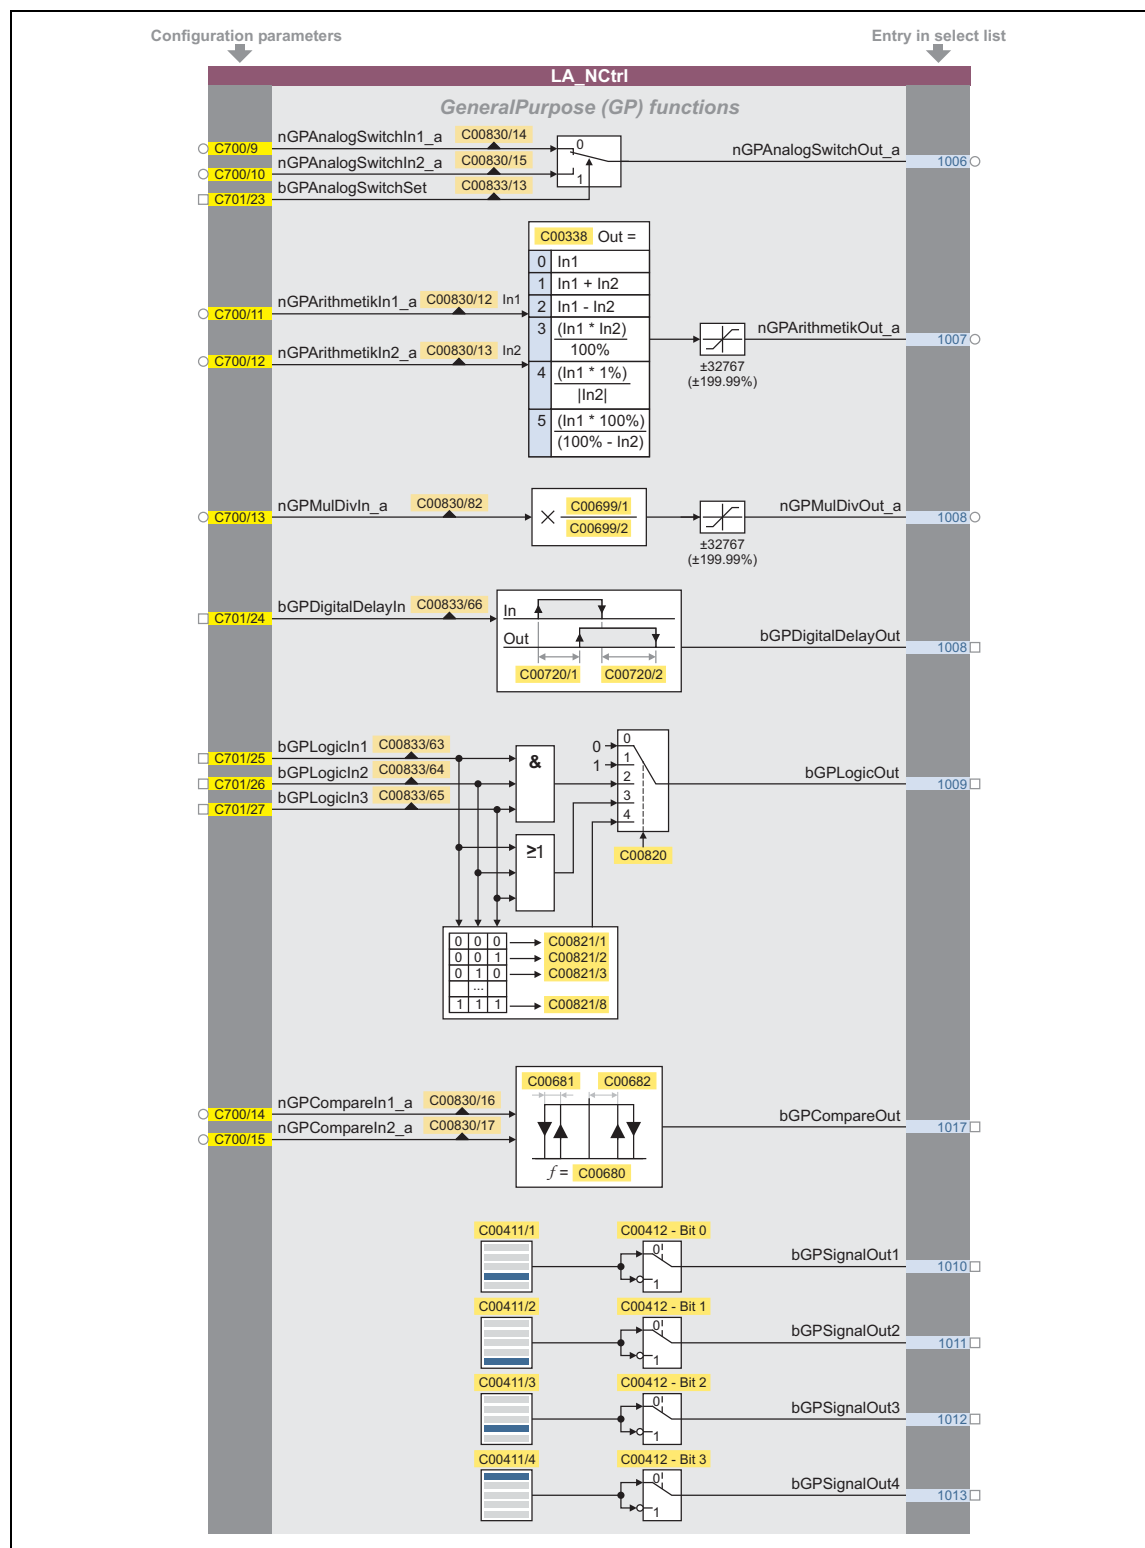 Configuration parameters Entry in select list
LA_NCtrl
GeneralPurpose (GP) functions
nGPAnalogSwitchIn1_a C00830/14 0
C700/9 nGPAnalogSwitchOut_a
nGPAnalogSwitchIn2_a C00830/15 1006
C700/10
bGPAnalogSwitchSet C00833/13 1
C701/23
C00338 Out =
0 In1
1 In1 + In2
nGPArithmetikIn1_a C00830/12 In1
2 In1 - In2
C700/11
3 (In1 * In2)
100%
nGPArithmetikOut_a
1007
nGPArithmetikIn2_a C00830/13 In2
C700/12
±32767
(±199.99%)
4 (In1 * 1%)
|In2|
5 (In1 * 100%)
(100% - In2)
nGPMulDivIn_a C00830/82
C700/13
× C00699/1
C00699/2
nGPMulDivOut_a
1008
±32767
(±199.99%)
bGPDigitalDelayIn C00833/66
C701/24
In
Out
bGPDigitalDelayOut
1008
C00720/1 C00720/2
bGPLogicIn1 C00833/63
C701/25
bGPLogicIn2 C00833/64
C701/26
bGPLogicIn3 C00833/65
C701/27
&
≥1
0 0
1 1
2
3
4
C00820
bGPLogicOut
1009
0 0 0 C00821/1
0 0 1 C00821/2
0 1 0 C00821/3
...
1 1 1 C00821/8
C00681 C00682
nGPCompareIn1_a C00830/16
C700/14
nGPCompareIn2_a C00830/17
C700/15
bGPCompareOut
1017
f = C00680
C00411/1 C00412 - Bit 0
0
1
bGPSignalOut1
1010
C00411/2 C00412 - Bit 1
0
1
bGPSignalOut2
1011
C00411/3 C00412 - Bit 2
0
1
bGPSignalOut3
1012
C00411/4 C00412 - Bit 3
0
1
bGPSignalOut4
1013